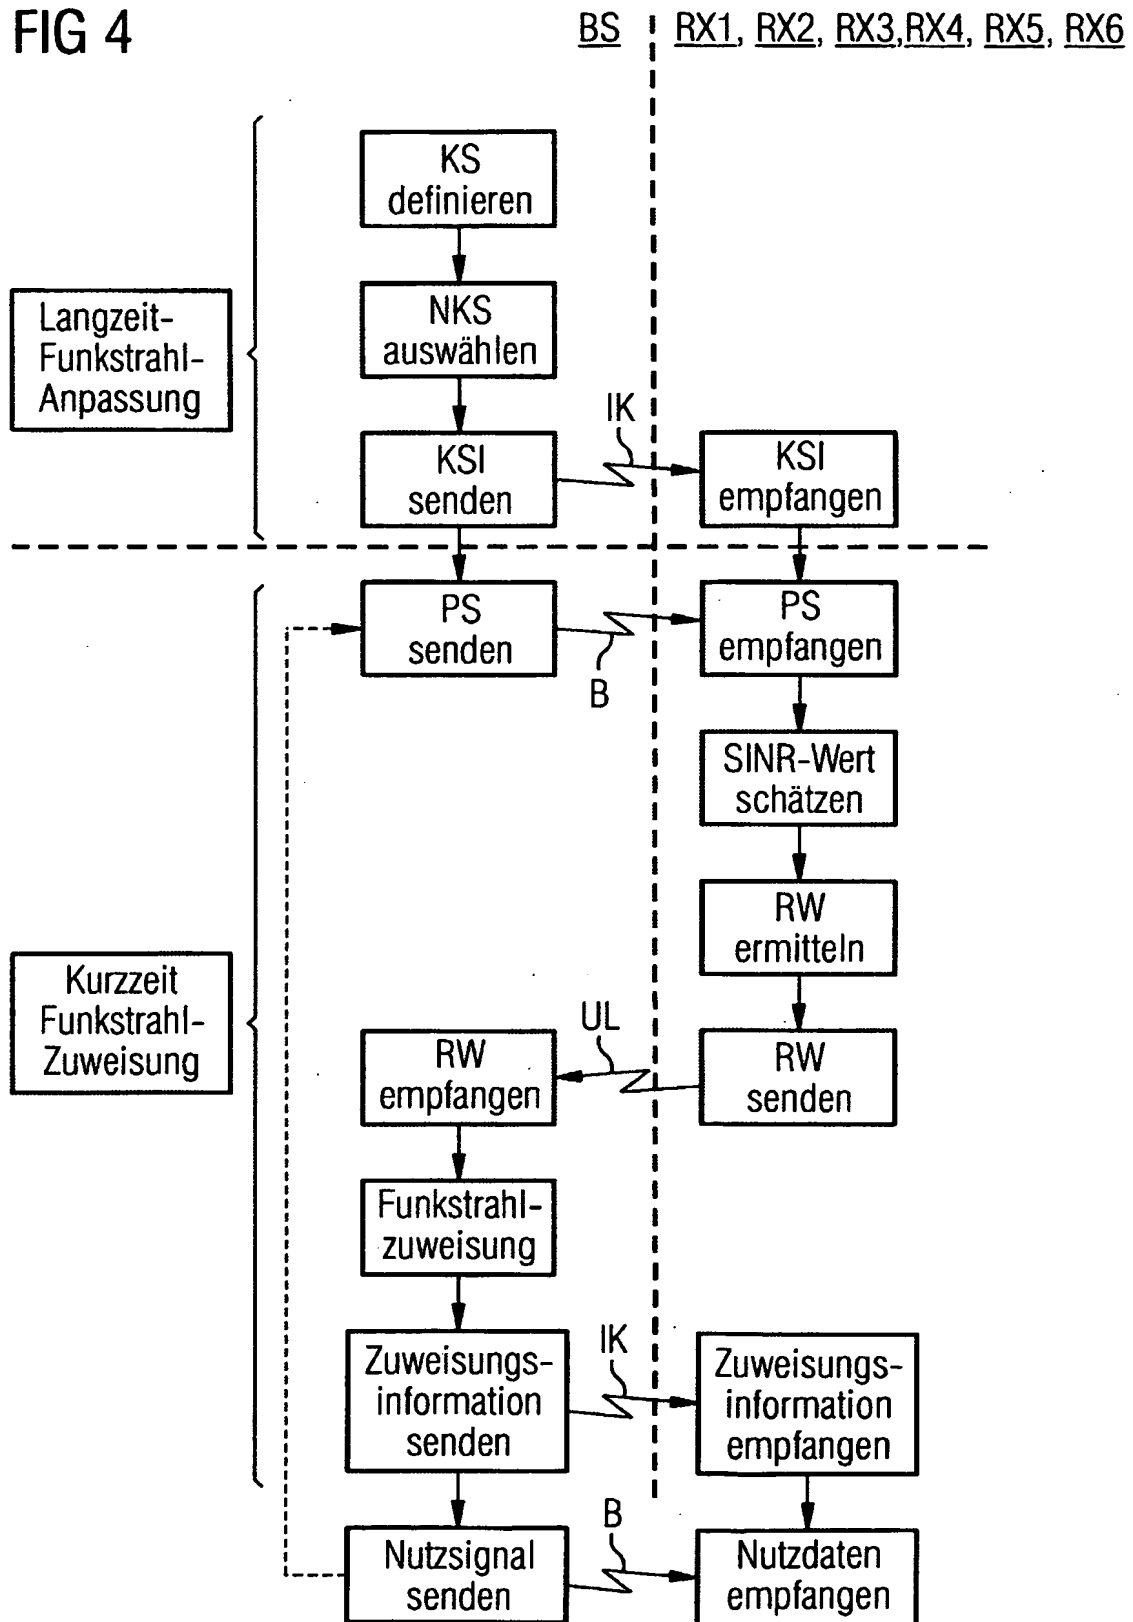 FIG 4
BS
RX1, RX2, RX3, RX4, RX5, RX6
KS
definieren
Langzeit-
Funkstrahl-
Anpassung
NKS
auswählen
IK
KSI
senden
KSI
empfangen
PS
senden
B
PS
empfangen
SINR-Wert
schätzen
RW
ermitteln
Kurzzeit
Funkstrahl-
Zuweisung
UL
RW
empfangen
RW
senden
Funkstrahl-
zuweisung
IK
Zuweisungs-
information
senden
Zuweisungs-
information
empfangen
B
Nutzsignal
senden
Nutzdaten
empfangen